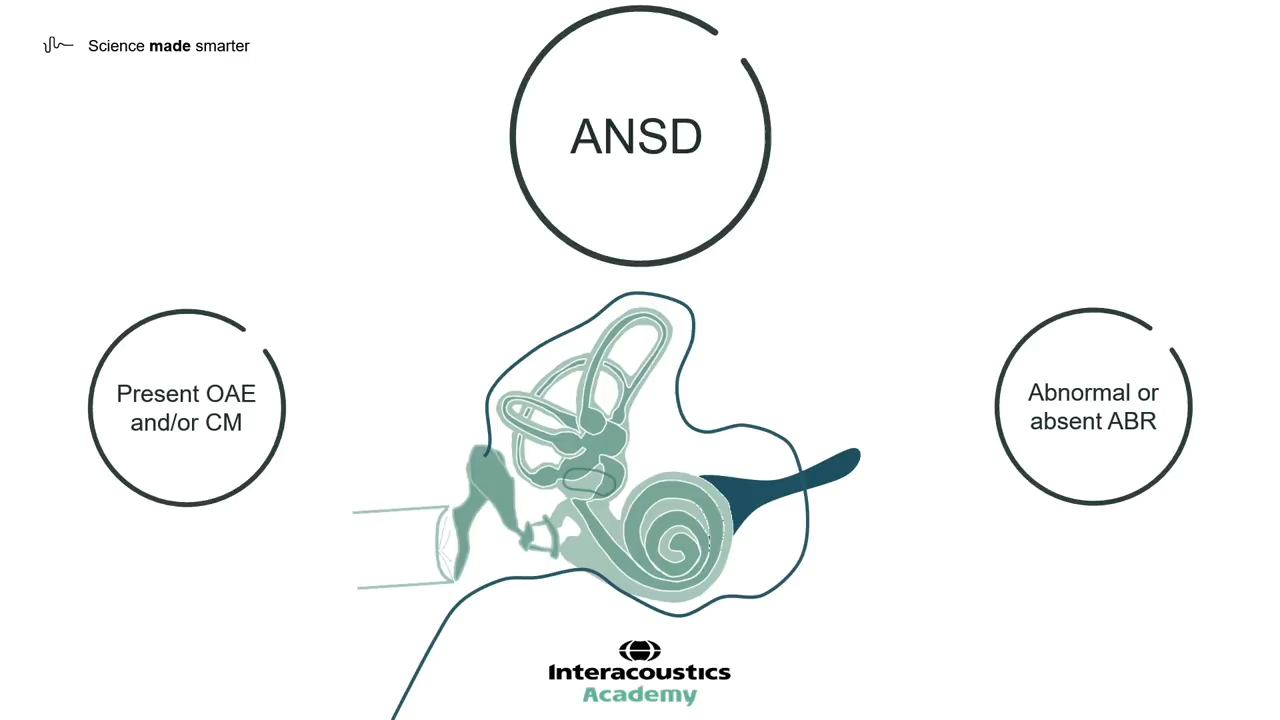 Science made smarter
ANSD
Present OAE
and/or CM
Abnormal or
absent ABR
Interacoustics
Academy